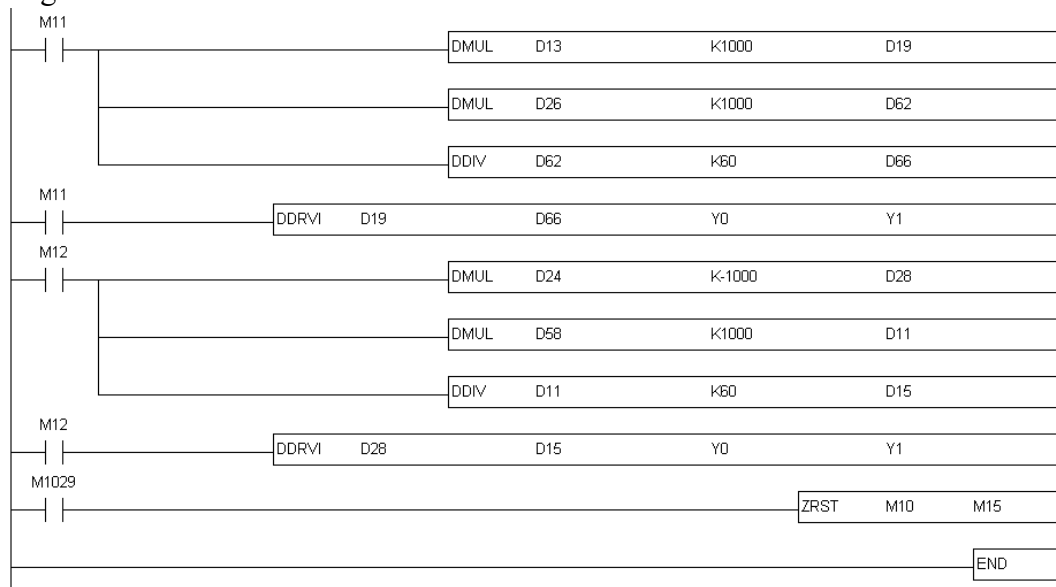 M11
DMUL D13 K1000 D19
DMUL D26 K1000 D62
DDIV D62 K60 D66
M11
DDRVI D19 D66 Y0 Y1
M12
DMUL D24 K-1000 D28
DMUL D58 K1000 D11
DDIV D11 K60 D15
M12
DDRVI D28 D15 Y0 Y1
M1029
ZRST M10 M15
END